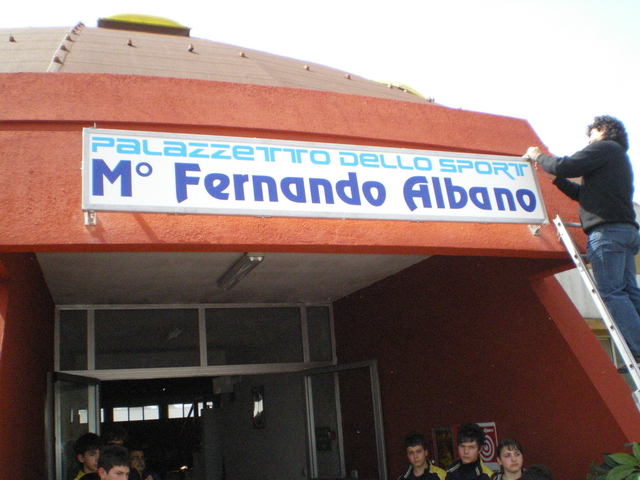 PALAZZETTO DELLO SPORT
M° Fernando Albano